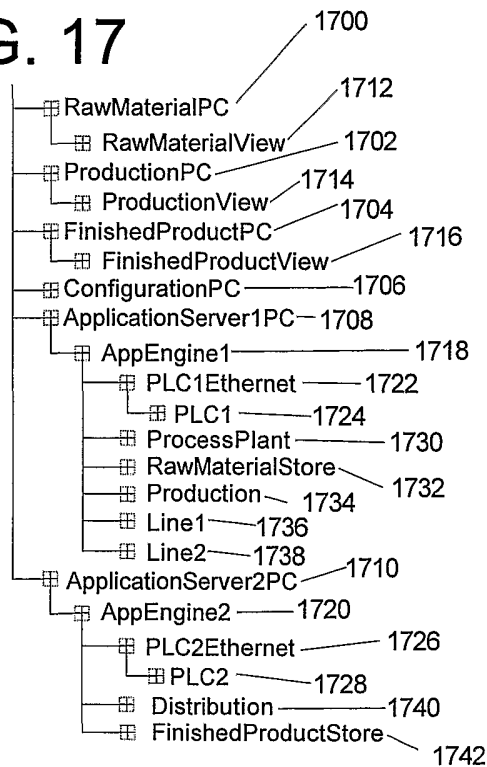 G. 17
1700
RawMaterialPC
1712
RawMaterialView
1702
ProductionPC
1714
ProductionView
1704
FinishedProductPC
1716
FinishedProductView
ConfigurationPC 1706
ApplicationServer1PC 1708
AppEngine1 1718
PLC1Ethernet 1722
PLC1 1724
ProcessPlant 1730
RawMaterialStore
1732
Production 1734
Line1 1736
Line2 1738
1710
ApplicationServer2PC
AppEngine2 1720
PLC2Ethernet 1726
PLC2 1728
Distribution 1740
FinishedProductStore
1742